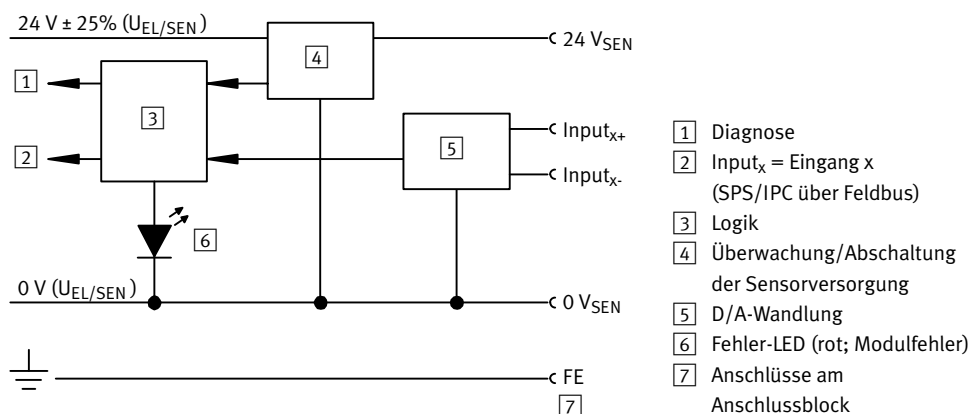 24 V ± 25% (U_EL/SEN)
24 V_SEN
4
1
3
Input_x+
5
2
Input_x-
6
0 V (U_EL/SEN)
0 V_SEN
FE
7
1 Diagnose
2 Input_x = Eingang x
(SPS/IPC über Feldbus)
3 Logik
4 Überwachung/Abschaltung
der Sensorversorgung
5 D/A-Wandlung
6 Fehler-LED (rot; Modulfehler)
7 Anschlüsse am
Anschlussblock